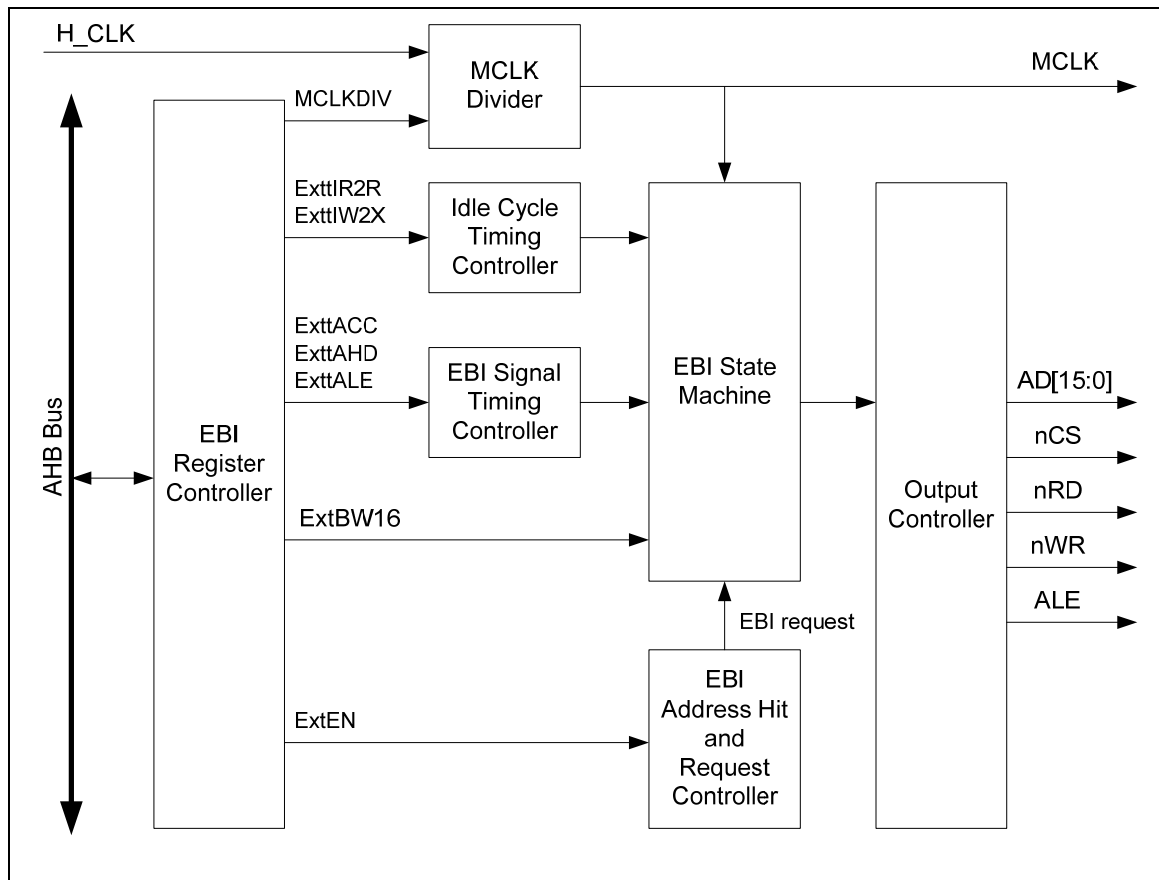 H_CLK
MCLK
Divider
MCLK
MCLKDIV
ExttIR2R
ExttIW2X
Idle Cycle
Timing
Controller
ExttACC
ExttAHD
ExttALE
EBI Signal
Timing
Controller
EBI State
Machine
AHB Bus
EBI
Register
Controller
ExtBW16
Output
Controller
AD[15:0]
nCS
nRD
nWR
ALE
EBI request
ExtEN
EBI
Address Hit
and
Request
Controller